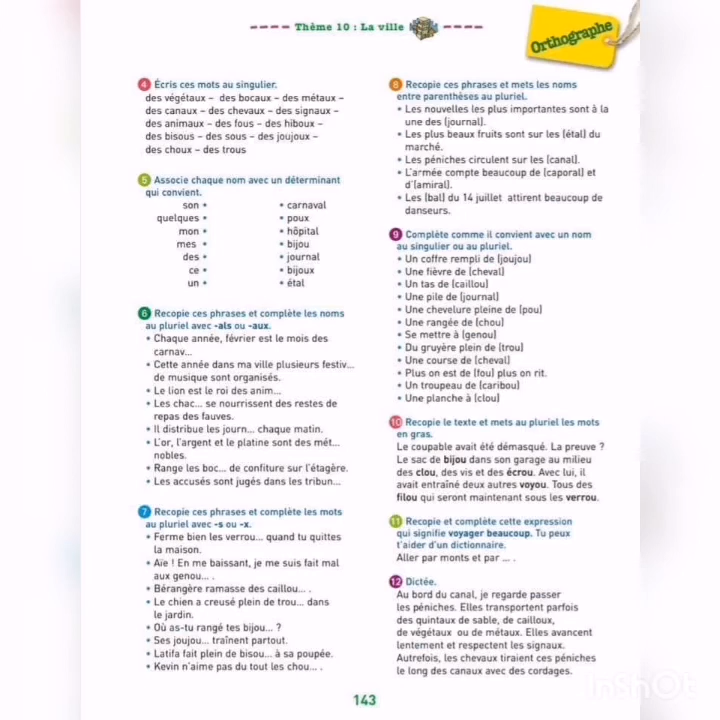 Thème 10 : La ville
Orthographe
4 Écris ces mots au singulier.
des végétaux – des bocaux – des métaux –
des canaux – des chevaux – des signaux –
des animaux – des fous – des hiboux –
des bisous – des sous – des joujoux –
des choux – des trous
5 Associe chaque nom avec un déterminant
qui convient.
son • • carnaval
quelques • • poux
mon • • hôpital
mes • • bijou
des • • journal
ce • • bijoux
un • • étal
6 Recopie ces phrases et complète les noms
au pluriel avec -als ou -aux.
• Chaque année, février est le mois des
carnav...
• Cette année dans ma ville plusieurs festiv...
de musique sont organisés.
• Le lion est le roi des anim...
• Les chac... se nourrissent des restes de
repas des fauves.
• Il distribue les journ... chaque matin.
• L'or, l'argent et le platine sont des mét...
nobles.
• Range les boc... de confiture sur l'étagère.
• Les accusés sont jugés dans les tribun...
7 Recopie ces phrases et complète les mots
au pluriel avec -s ou -x.
• Ferme bien les verrou... quand tu quittes
la maison.
• Aïe ! En me baissant, je me suis fait mal
aux genou... .
• Bérangère ramasse des caillou... .
• Le chien a creusé plein de trou... dans
le jardin.
• Où as-tu rangé tes bijou... ?
• Ses joujou... traînent partout.
• Latifa fait plein de bisou... à sa poupée.
• Kevin n'aime pas du tout les chou... .
8 Recopie ces phrases et mets les noms
entre parenthèses au pluriel.
• Les nouvelles les plus importantes sont à la
une des (journal).
• Les plus beaux fruits sont sur les (étal) du
marché.
• Les péniches circulent sur les (canal).
• L'armée compte beaucoup de (caporal) et
d'(amiral).
• Les (bal) du 14 juillet attirent beaucoup de
danseurs.
9 Complète comme il convient avec un nom
au singulier ou au pluriel.
• Un coffre rempli de (joujou)
• Une fièvre de (cheval)
• Un tas de (caillou)
• Une pile de (journal)
• Une chevelure pleine de (pou)
• Une rangée de (chou)
• Se mettre à (genou)
• Du gruyère plein de (trou)
• Une course de (cheval)
• Plus on est de (fou) plus on rit.
• Un troupeau de (caribou)
• Une planche à (clou)
10 Recopie le texte et mets au pluriel les mots
en gras.
Le coupable avait été démasqué. La preuve ?
Le sac de bijou dans son garage au milieu
des clou, des vis et des écrou. Avec lui, il
avait entraîné deux autres voyou. Tous des
filou qui seront maintenant sous les verrou.
11 Recopie et complète cette expression
qui signifie voyager beaucoup. Tu peux
t'aider d'un dictionnaire.
Aller par monts et par ... .
12 Dictée.
Au bord du canal, je regarde passer
les péniches. Elles transportent parfois
des quintaux de sable, de cailloux,
de végétaux ou de métaux. Elles avancent
lentement et respectent les signaux.
Autrefois, les chevaux tiraient ces péniches
le long des canaux avec des cordages.
143
InShOt